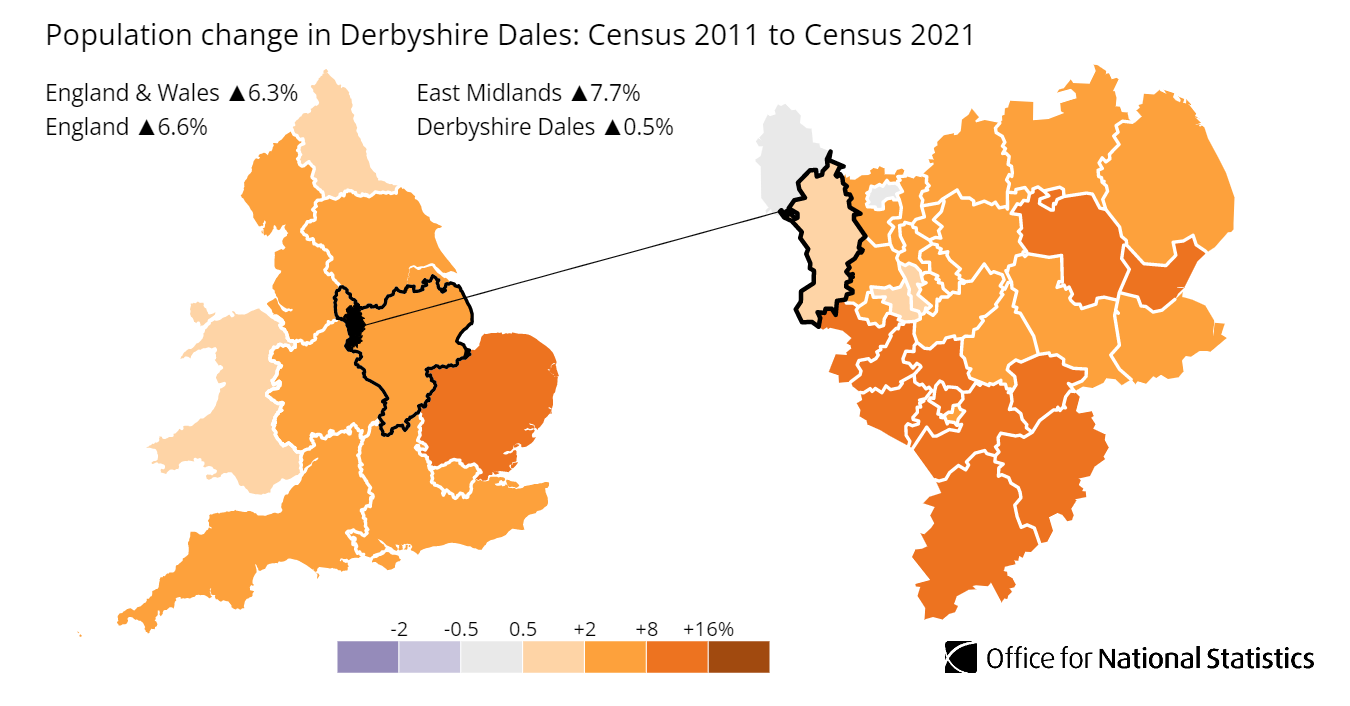 Population change in Derbyshire Dales: Census 2011 to Census 2021
England & Wales ▲6.3%
East Midlands ▲7.7%
England ▲6.6%
Derbyshire Dales ▲0.5%
-2 -0.5 0.5 +2 +8 +16%
Office for National Statistics